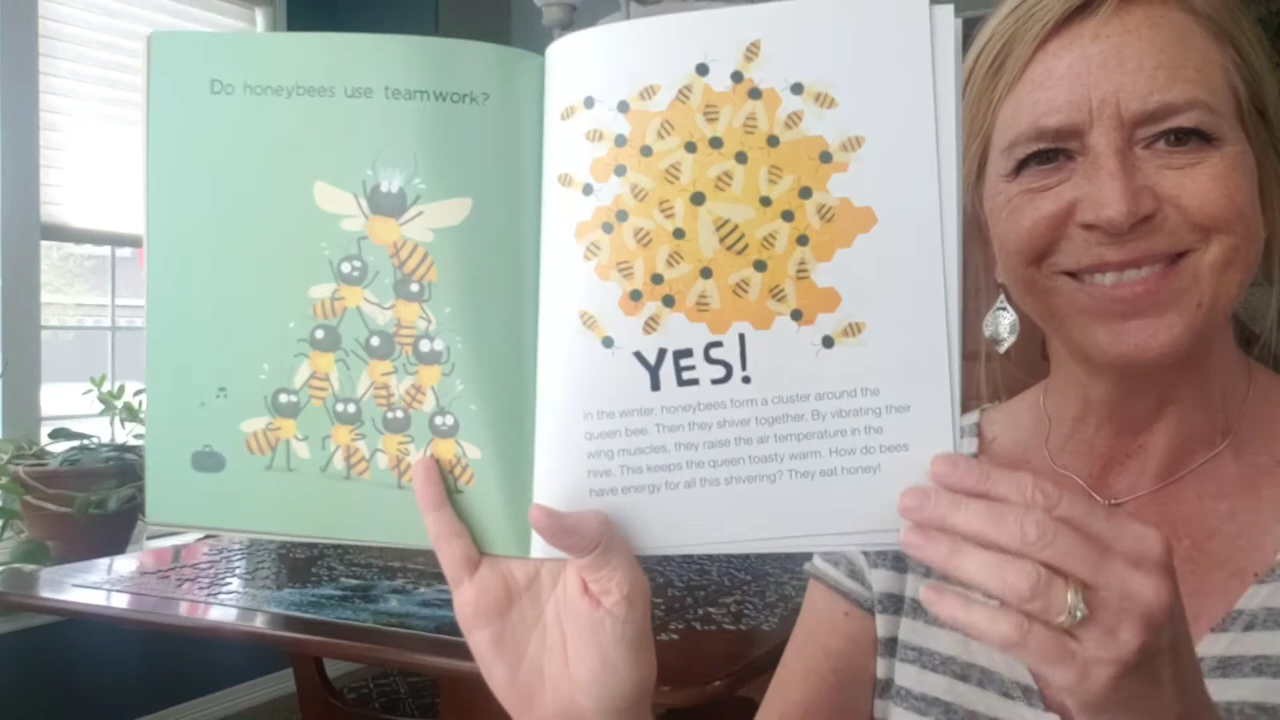 Do honeybees use teamwork?
YES!
In the winter, honeybees form a cluster around the
queen bee. Then they shiver together. By vibrating their
wing muscles, they raise the air temperature in the
hive. This keeps the queen toasty warm. How do bees
have energy for all this shivering? They eat honey!